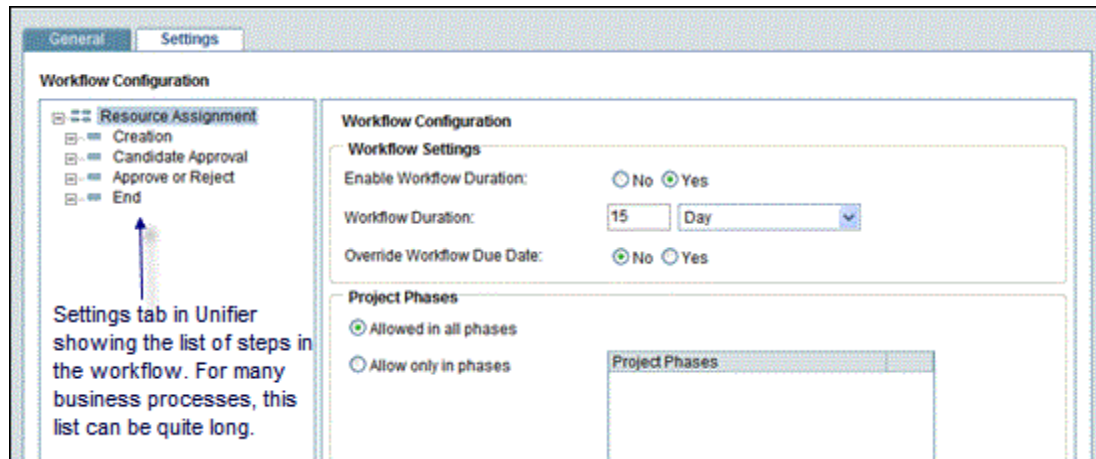 General
Settings
Workflow Configuration
Resource Assignment
Creation
Candidate Approval
Approve or Reject
End
Settings tab in Unifier
showing the list of steps in
the workflow. For many
business processes, this
list can be quite long.
Workflow Configuration
Workflow Settings
Enable Workflow Duration:
No Yes
Workflow Duration:
15 Day
Override Workflow Due Date:
No Yes
Project Phases
Allowed in all phases
Allow only in phases
Project Phases